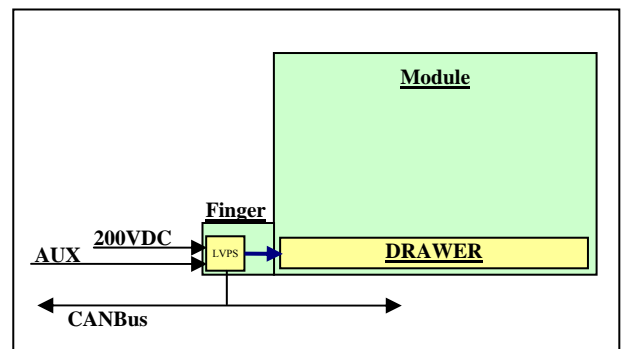 Module
Finger
200VDC
AUX
LVPS
DRAWER
CANBus